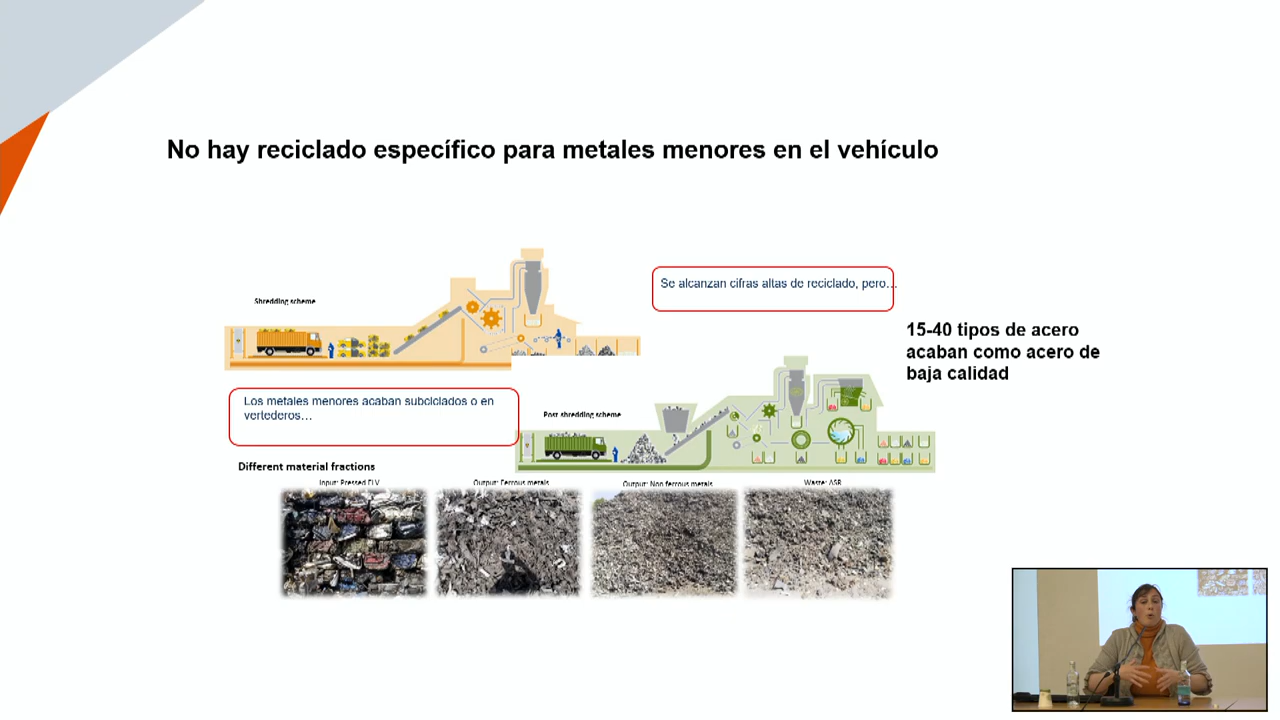 No hay reciclado específico para metales menores en el vehículo
Shredding scheme
Se alcanzan cifras altas de reciclado, pero…
15-40 tipos de acero
acaban como acero de
baja calidad
Los metales menores acaban subciclados o en
vertederos…
Post shredding scheme
Different material fractions
Input: Pressed ELV
Output: Ferrous metals
Output: Non ferrous metals
Waste: ASR